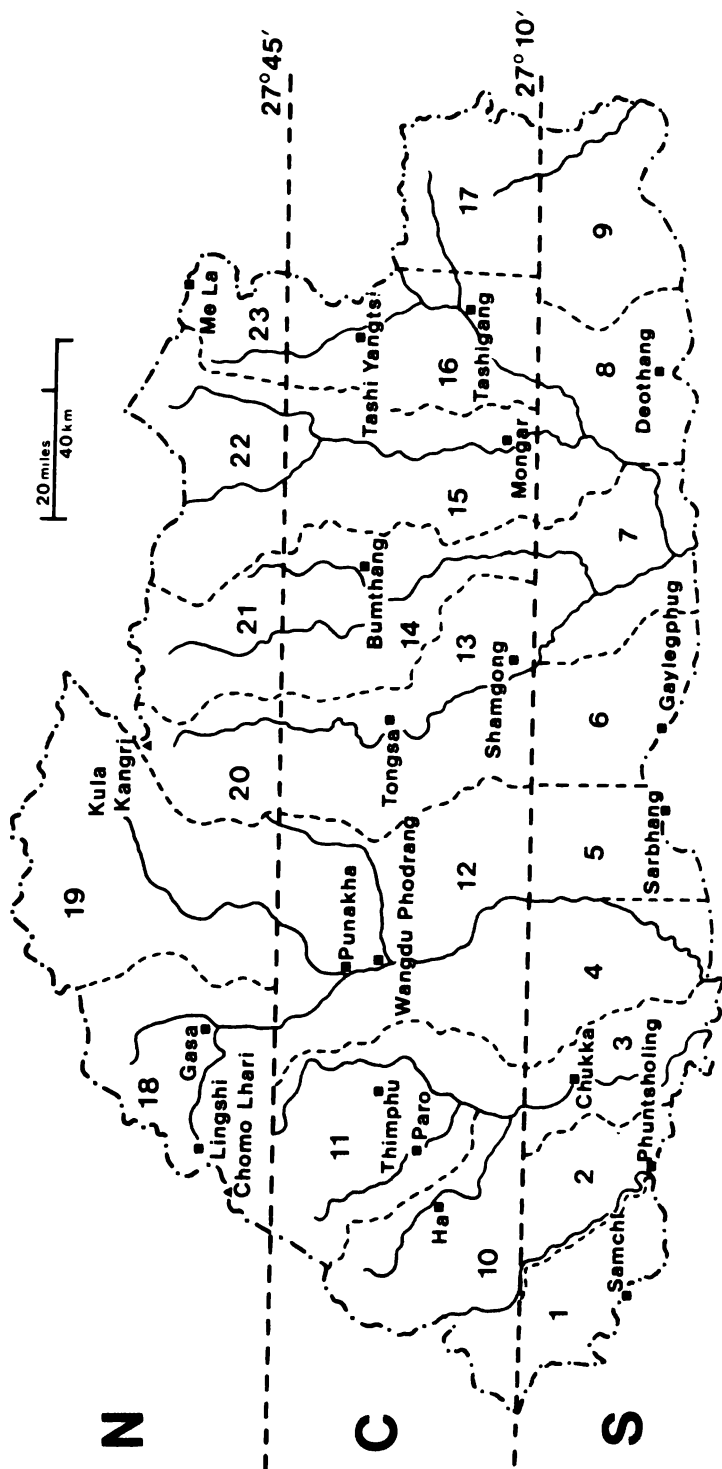 N
C
S
27°45′
27°10′
20 miles
40 km
18
19
20
21
22
23
Gasa
Lingshi
Chomo Lhari
Kula
Kangri
Me La
10
11
12
13
14
15
16
17
Ha
Paro
Thimphu
Punakha
Wangdu Phodrang
Tongsa
Shamgong
Bumthang
Mongar
Tashi Yangtsi
Tashigang
1
2
3
4
5
6
7
8
9
Samchi
Phuntsholing
Chukka
Sarbhang
Gaylegphug
Deothang